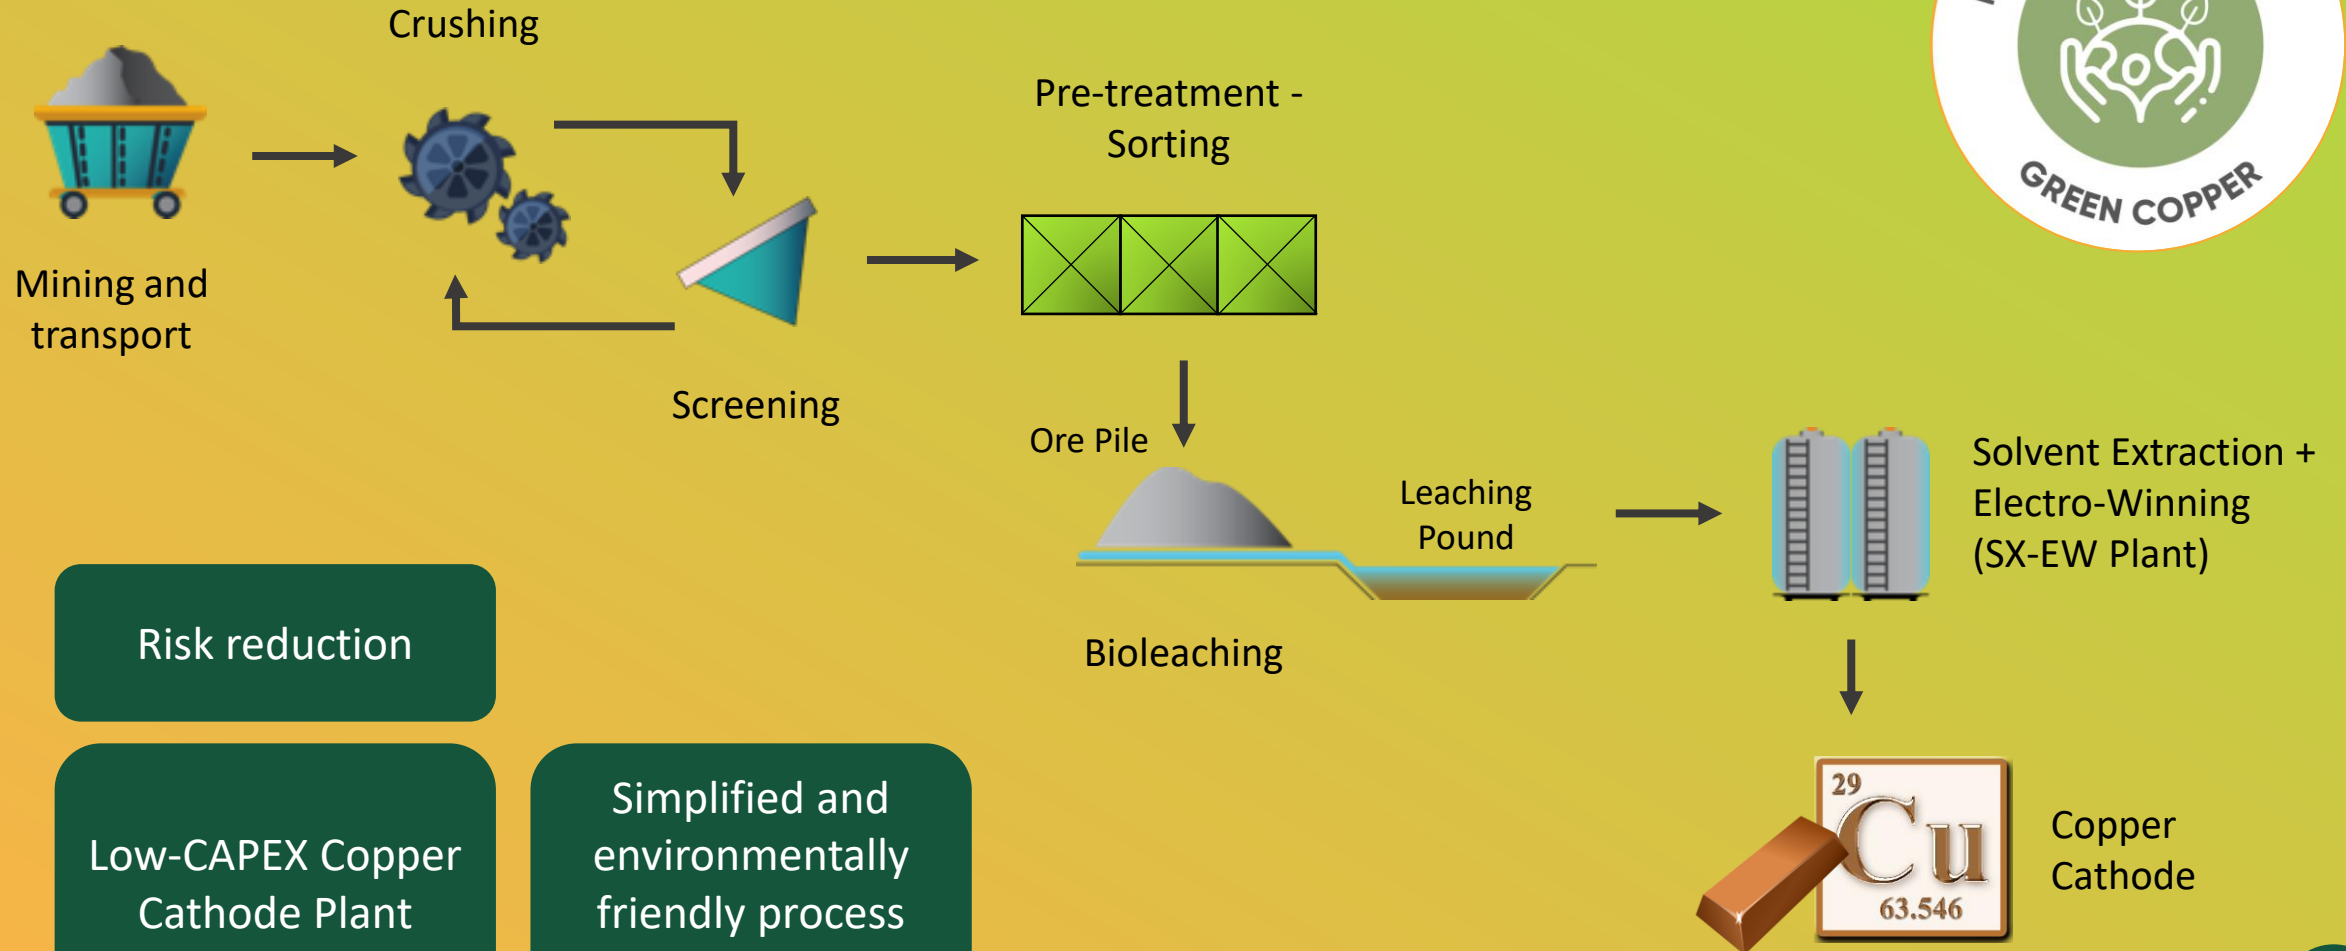 Crushing
Pre-treatment -
Sorting
GREEN COPPER
Mining and
transport
Screening
Ore Pile
Leaching
Pound
Solvent Extraction +
Electro-Winning
(SX-EW Plant)
Bioleaching
Risk reduction
Low-CAPEX Copper
Cathode Plant
Simplified and
environmentally
friendly process
29
Cu
63.546
Copper
Cathode